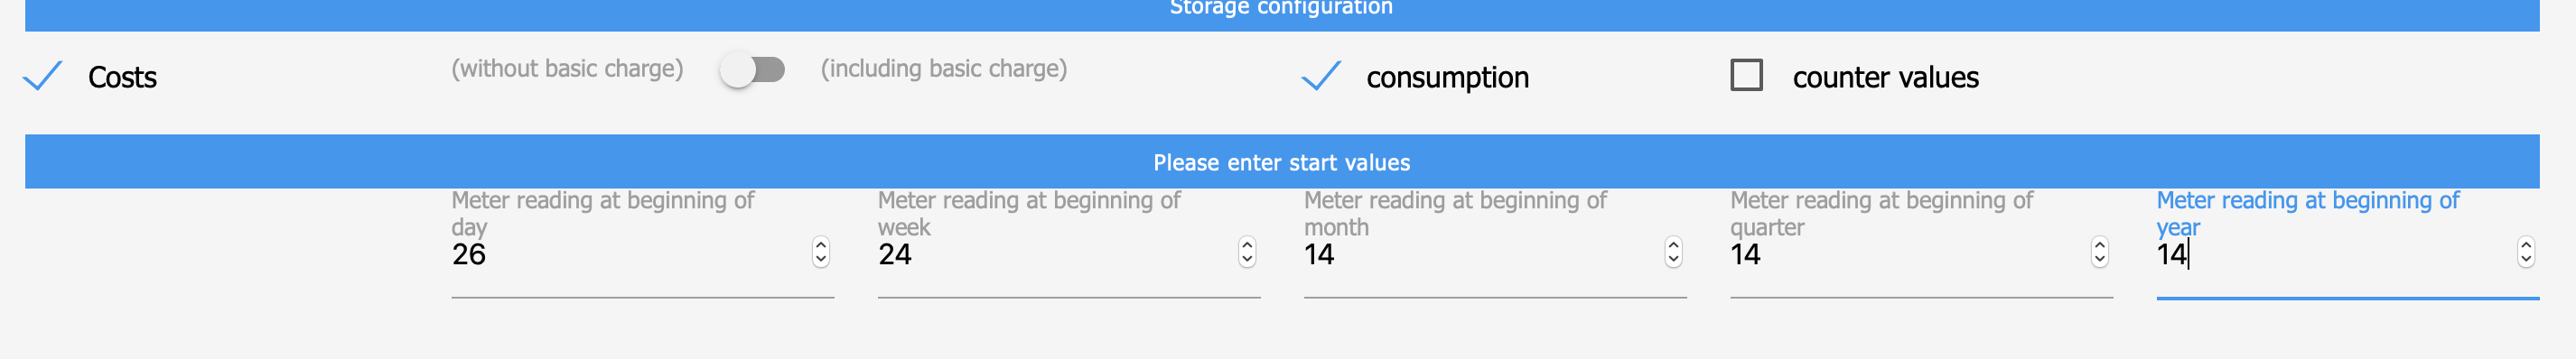 Storage configuration
Costs
(without basic charge)
(including basic charge)
consumption
counter values
Please enter start values
Meter reading at beginning of
day
26
Meter reading at beginning of
week
24
Meter reading at beginning of
month
14
Meter reading at beginning of
quarter
14
Meter reading at beginning of
year
14